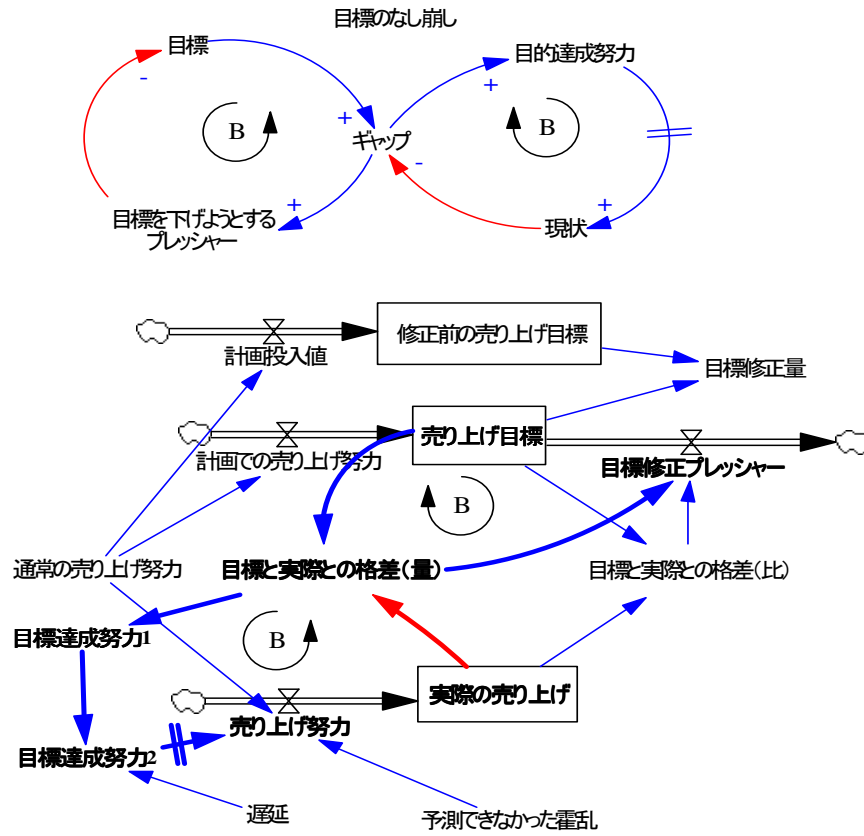 目標のなし崩し
目標
目的達成努力
-
+
+
B
B
ギャップ
-
+
+
目標を下げようとする
プレッシャー
現状
修正前の売り上げ目標
計画投入値
目標修正量
売り上げ目標
計画での売り上げ努力
目標修正プレッシャー
B
通常の売り上げ努力
目標と実際との格差(量)
目標と実際との格差(比)
目標達成努力1
B
実際の売り上げ
売り上げ努力
目標達成努力2
遅延
予測できなかった霍乱